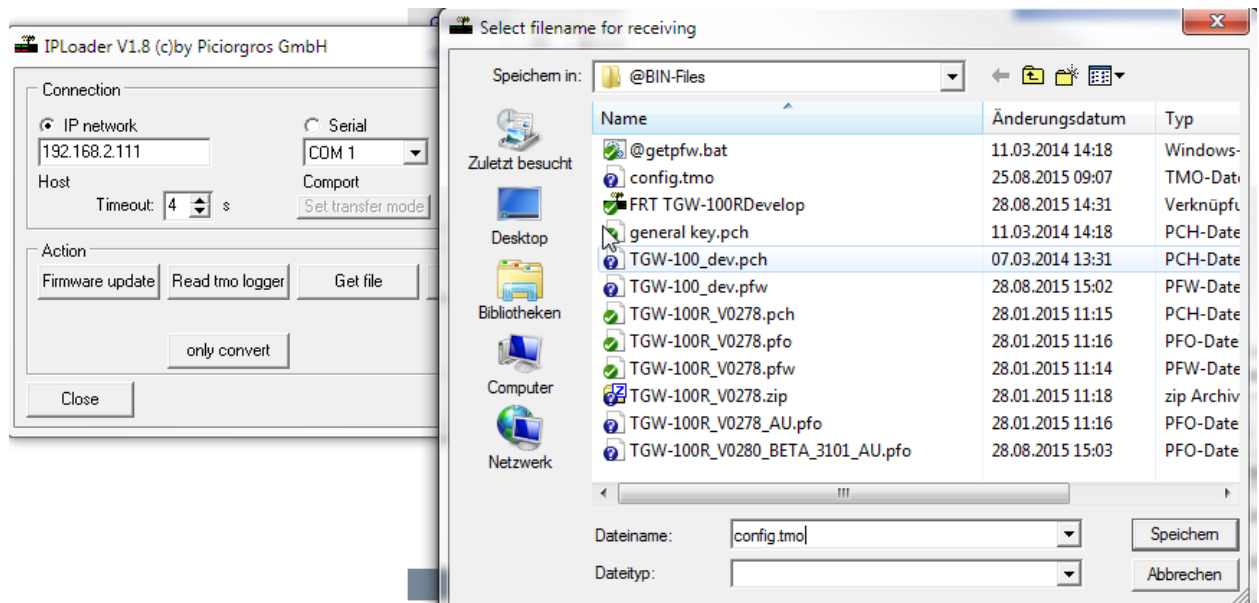 IPLoader V1.8 (c)by Piciorgros GmbH
Connection
IP network
Serial
192.168.2.111
COM 1
Host
Comport
Timeout: 4 s
Set transfer mode
Action
Firmware update
Read tmo logger
Get file
only convert
Close
Select filename for receiving
Speichern in: @BIN-Files
Zuletzt besucht
Desktop
Bibliotheken
Computer
Netzwerk
Name Änderungsdatum Typ
@getpfw.bat 11.03.2014 14:18 Windows-
config.tmo 25.08.2015 09:07 TMO-Date
FRT TGW-100RDevelop 28.08.2015 14:31 Verknüpfu
general key.pch 11.03.2014 14:18 PCH-Date
TGW-100_dev.pch 07.03.2014 13:31 PCH-Date
TGW-100_dev.pfw 28.08.2015 15:02 PFW-Date
TGW-100R_V0278.pch 28.01.2015 11:15 PCH-Date
TGW-100R_V0278.pfo 28.01.2015 11:16 PFO-Date
TGW-100R_V0278.pfw 28.01.2015 11:14 PFW-Date
TGW-100R_V0278.zip 28.01.2015 11:18 zip Archiv
TGW-100R_V0278_AU.pfo 28.01.2015 11:16 PFO-Date
TGW-100R_V0280_BETA_3101_AU.pfo 28.08.2015 15:03 PFO-Date
Dateiname: config.tmo Speichern
Dateityp: Abbrechen